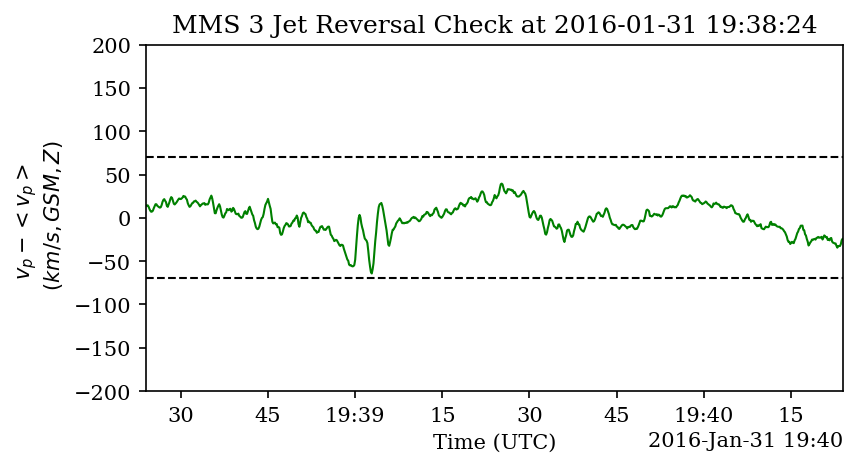 MMS 3 Jet Reversal Check at 2016-01-31 19:38:24
200
150
100
50
0
−50
−100
−150
−200
v_p − < v_p >
(km/s, GSM, Z)
30 45 19:39 15 30 45 19:40 15
Time (UTC)
2016-Jan-31 19:40